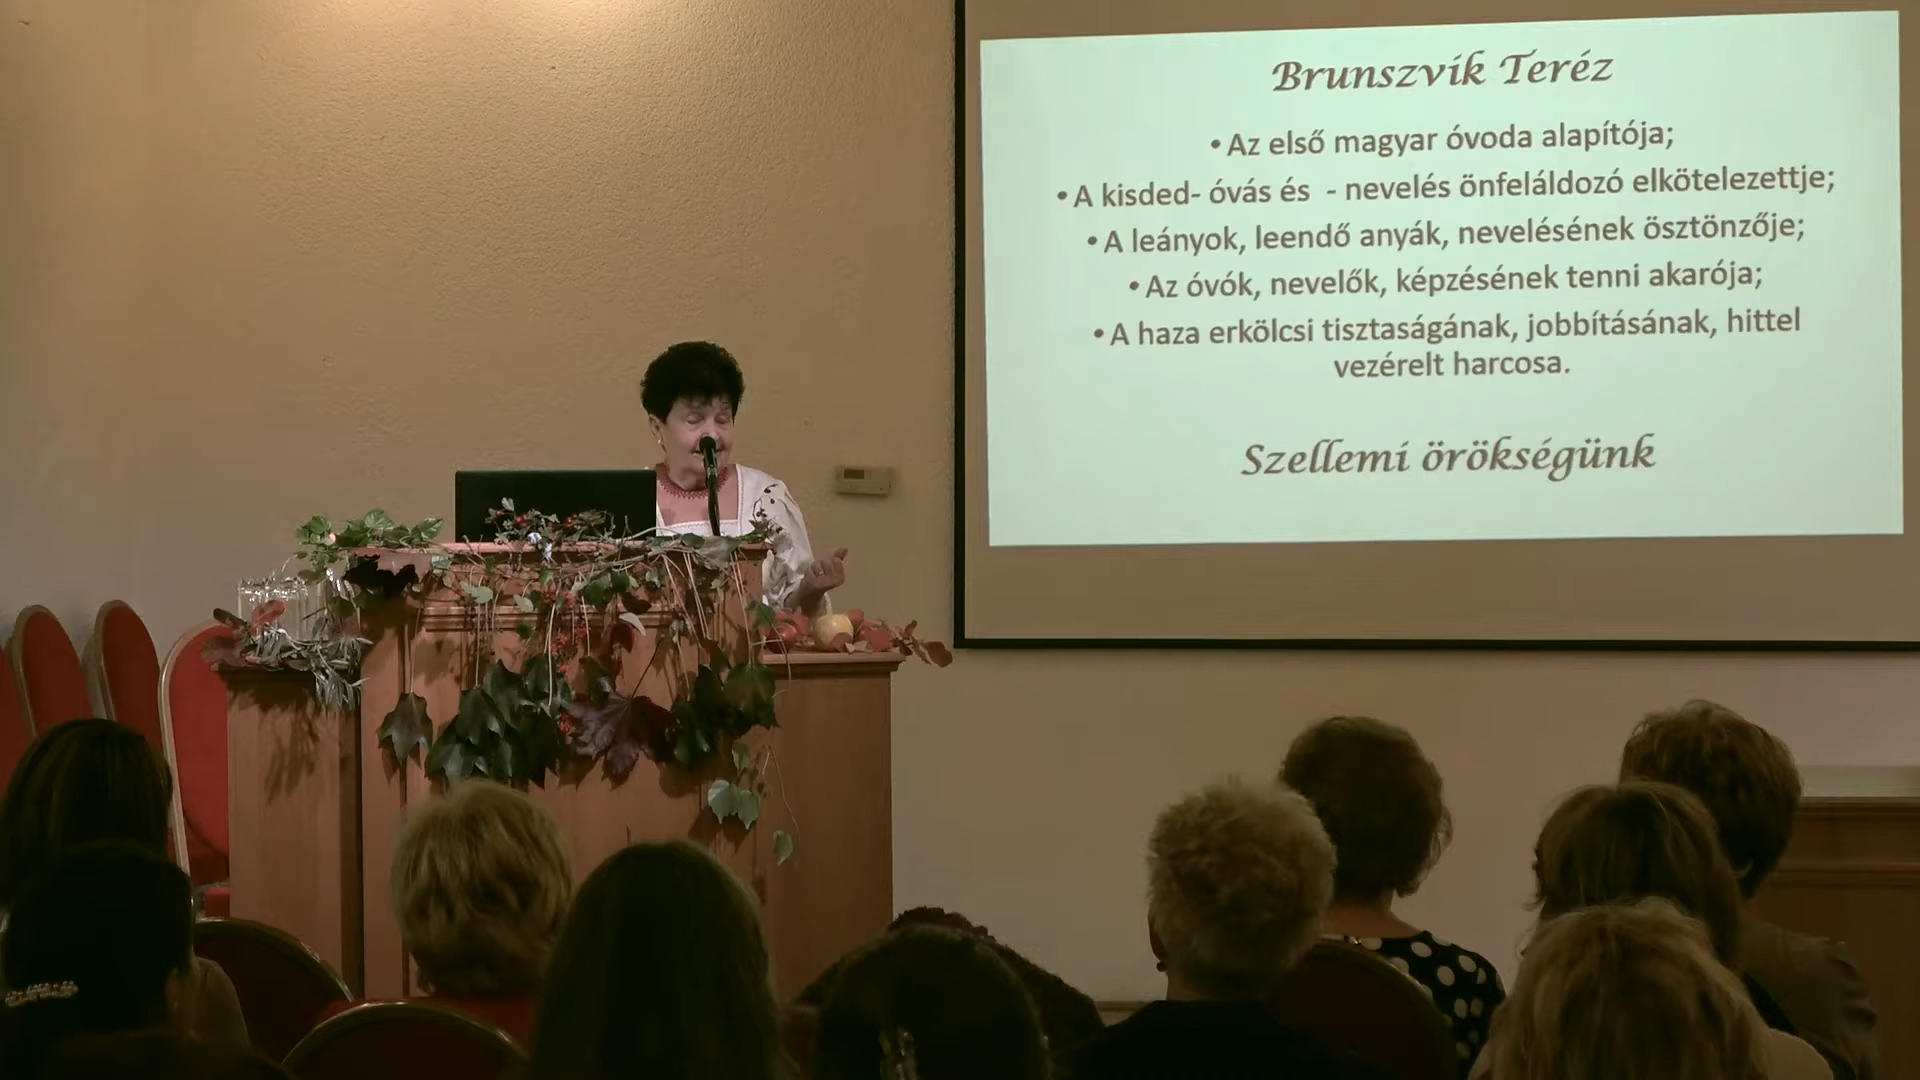 Brunszvik Teréz
• Az első magyar óvoda alapítója;
• A kisded- óvás és  - nevelés önfeláldozó elkötelezettje;
• A leányok, leendő anyák, nevelésének ösztönzője;
• Az óvók, nevelők, képzésének tenni akarója;
• A haza erkölcsi tisztaságának, jobbításának, hittel
vezérelt harcosa.
Szellemi örökségünk